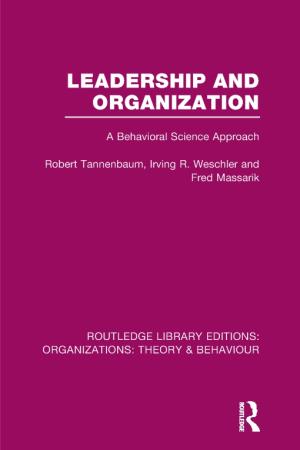 LEADERSHIP AND
ORGANIZATION
A Behavioral Science Approach
Robert Tannenbaum, Irving R. Weschler and
Fred Massarik
ROUTLEDGE LIBRARY EDITIONS:
ORGANIZATIONS: THEORY & BEHAVIOUR
ROUTLEDGE